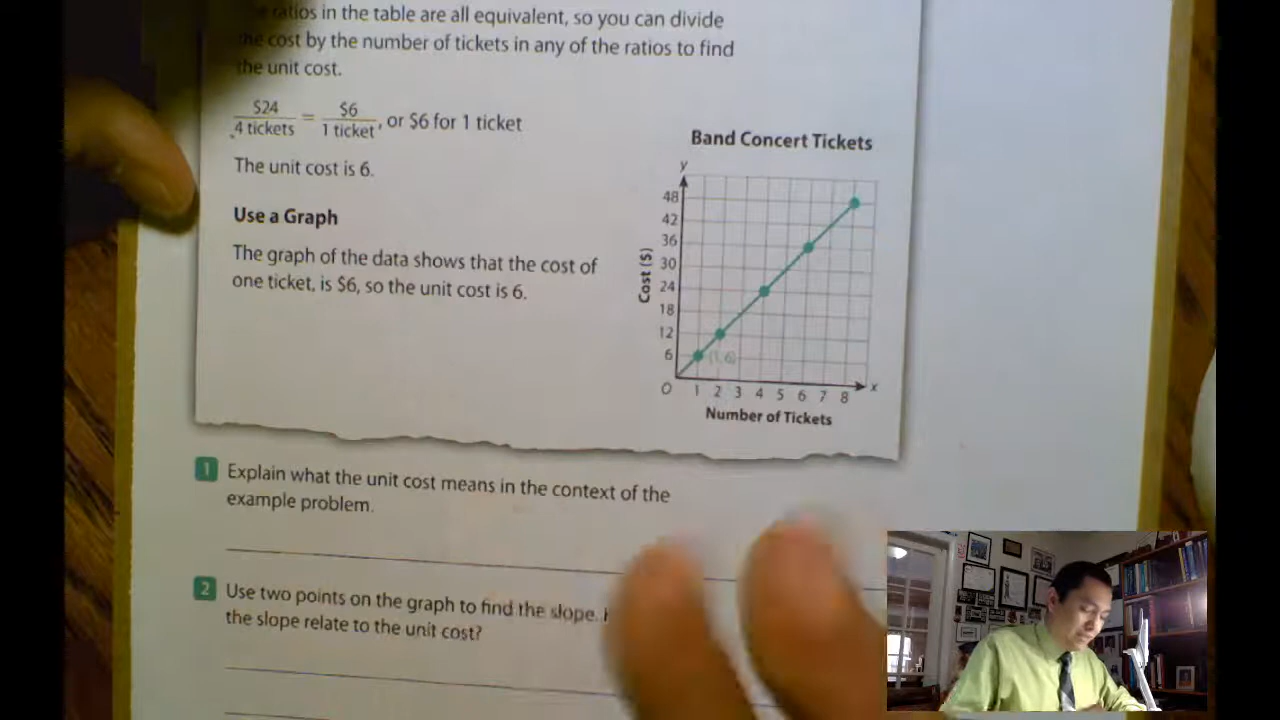 ratios in the table are all equivalent, so you can divide
the cost by the number of tickets in any of the ratios to find
the unit cost.
$24 / 4 tickets = $6 / 1 ticket, or $6 for 1 ticket
The unit cost is 6.
Use a Graph
The graph of the data shows that the cost of
one ticket, is $6, so the unit cost is 6.
Band Concert Tickets
y
48
42
36
30
24
18
12
6
Cost ($)
(1, 6)
O 1 2 3 4 5 6 7 8 x
Number of Tickets
1 Explain what the unit cost means in the context of the
example problem.
2 Use two points on the graph to find the slope.
the slope relate to the unit cost?